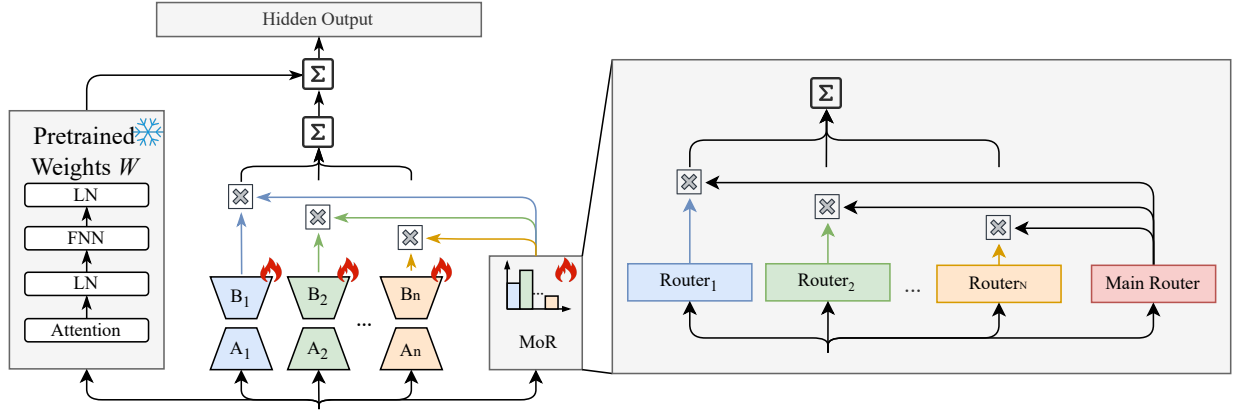 Hidden Output
Σ
Σ
Pretrained
Weights W
LN
FNN
LN
Attention
B1
B2
Bn
...
A1
A2
An
MoR
...
Σ
Router1
Router2
...
RouterN
Main Router